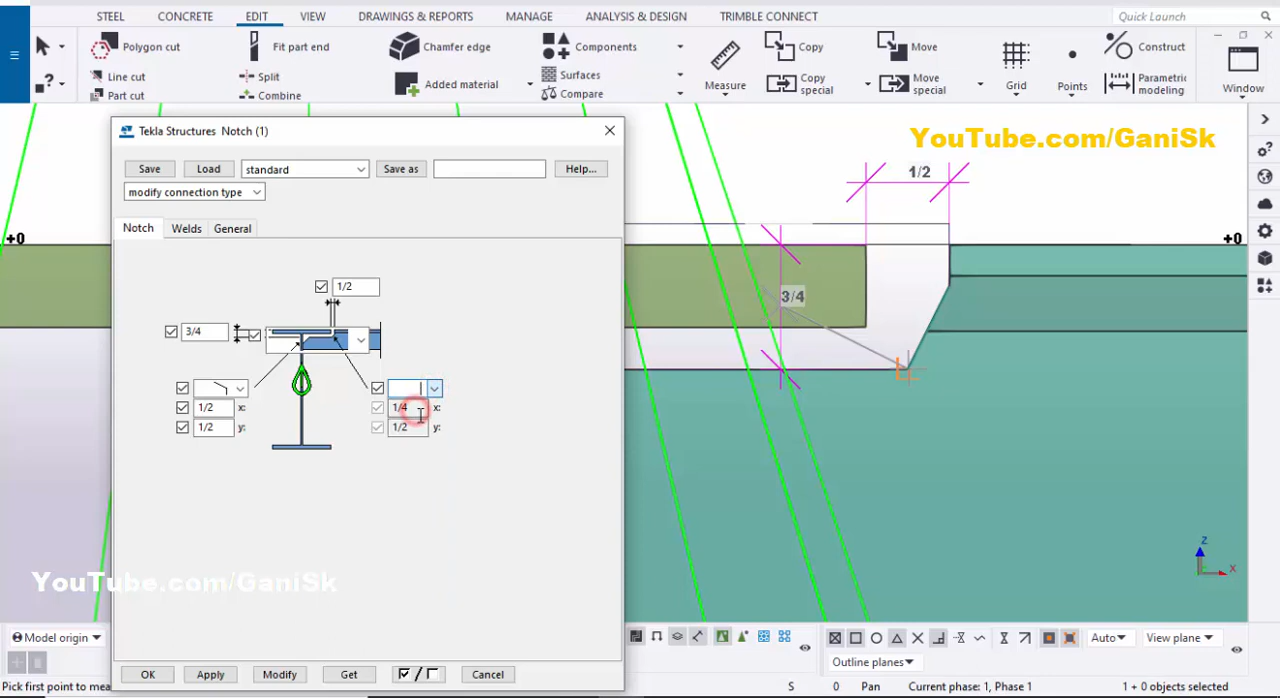 STEEL CONCRETE EDIT VIEW DRAWINGS & REPORTS MANAGE ANALYSIS & DESIGN TRIMBLE CONNECT Quick Launch
Polygon cut Fit part end Chamfer edge Components Copy Move Construct
Line cut Split Added material Surfaces Measure Copy special Move special Grid Points Parametric modeling Window
Part cut Combine Compare
Tekla Structures Notch (1)
YouTube.com/GaniSk
Save Load standard Save as Help...
modify connection type
1/2
Notch Welds General
+0 +0
1/2
3/4
3/4
1/2 x: 1/4 x:
1/2 y: 1/2 y:
Z
X
YouTube.com/GaniSk
Model origin Auto View plane
Outline planes
OK Apply Modify Get / Cancel
Pick first point to mea S 0 Pan Current phase: 1, Phase 1 1 + 0 objects selected